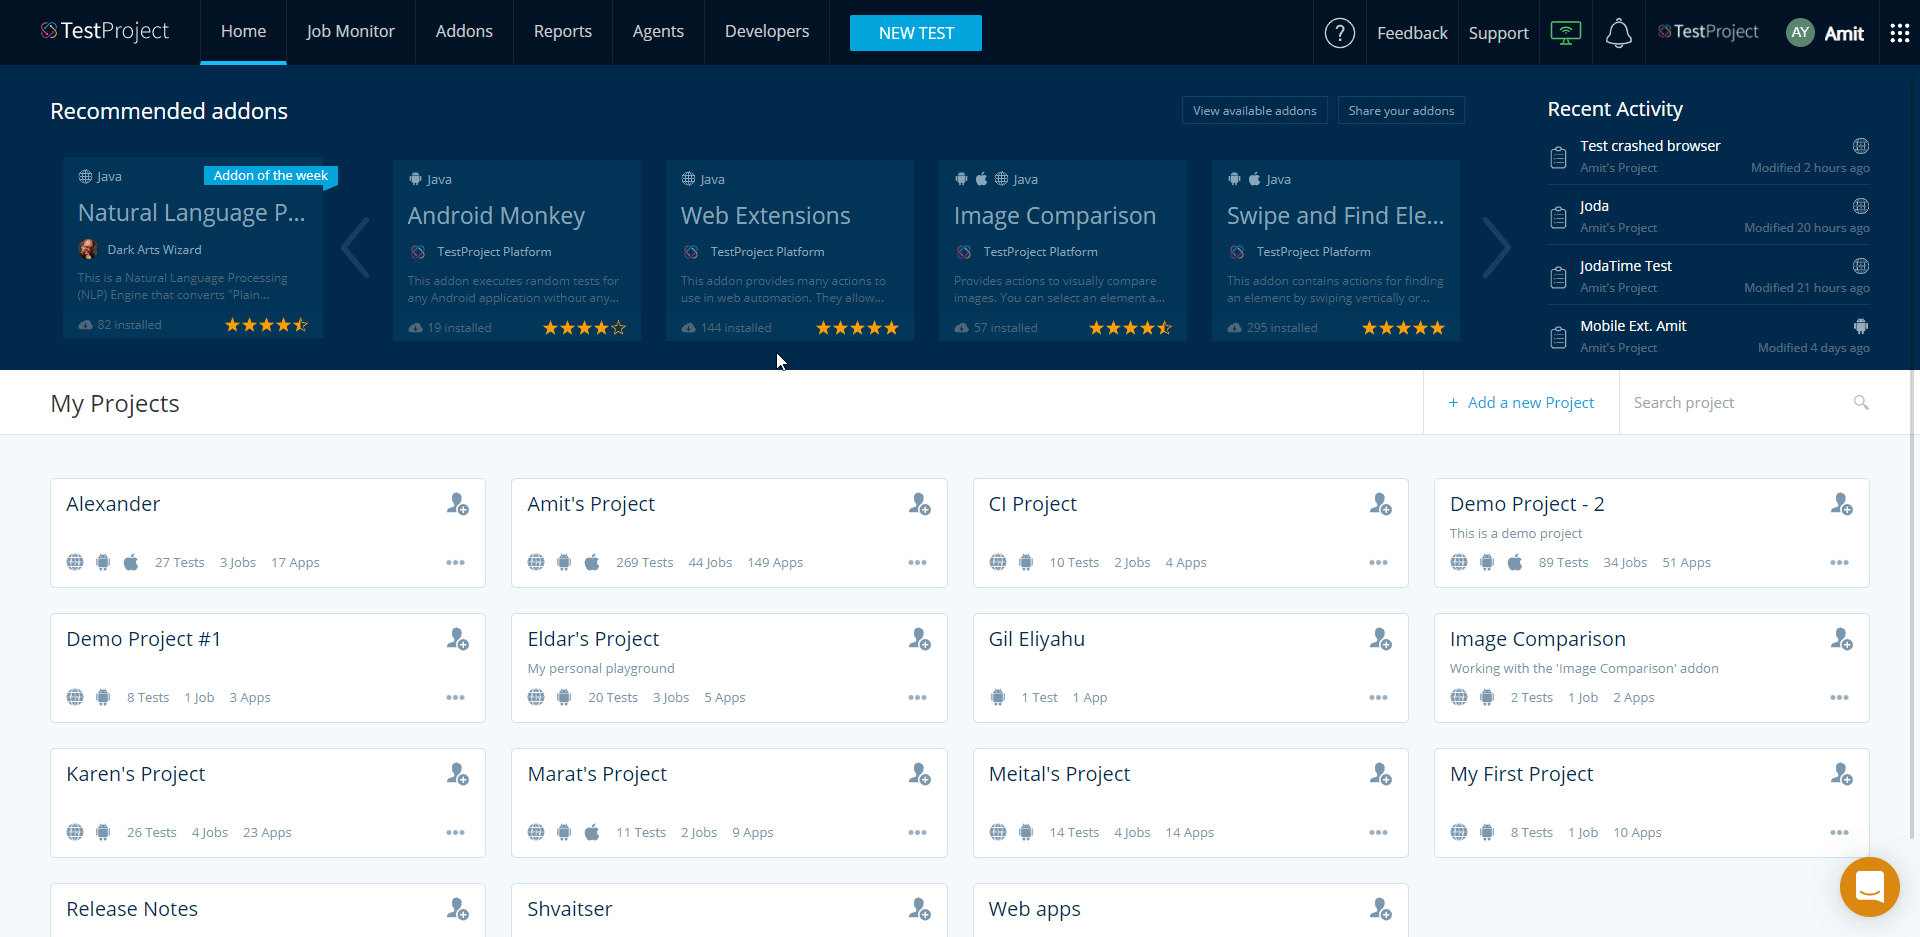 TestProject
Home
Job Monitor
Addons
Reports
Agents
Developers
NEW TEST
?
Feedback
Support
TestProject
AY
Amit
Recommended addons
View available addons
Share your addons
Java
Addon of the week
Natural Language P...
Dark Arts Wizard
This is a Natural Language Processing
(NLP) Engine that converts "Plain...
82 installed
Java
Android Monkey
TestProject Platform
This addon executes random tests for
any Android application without any...
19 installed
Java
Web Extensions
TestProject Platform
This addon provides many actions to
use in web automation. They allow...
144 installed
Java
Image Comparison
TestProject Platform
Provides actions to visually compare
images. You can select an element a...
57 installed
Java
Swipe and Find Ele...
TestProject Platform
This addon contains actions for finding
an element by swiping vertically or...
295 installed
Recent Activity
Test crashed browser
Amit's Project
Modified 2 hours ago
Joda
Amit's Project
Modified 20 hours ago
JodaTime Test
Amit's Project
Modified 21 hours ago
Mobile Ext. Amit
Amit's Project
Modified 4 days ago
My Projects
+ Add a new Project
Search project
Alexander
27 Tests 3 Jobs 17 Apps
Amit's Project
269 Tests 44 Jobs 149 Apps
CI Project
10 Tests 2 Jobs 4 Apps
Demo Project - 2
This is a demo project
89 Tests 34 Jobs 51 Apps
Demo Project #1
8 Tests 1 Job 3 Apps
Eldar's Project
My personal playground
20 Tests 3 Jobs 5 Apps
Gil Eliyahu
1 Test 1 App
Image Comparison
Working with the 'Image Comparison' addon
2 Tests 1 Job 2 Apps
Karen's Project
26 Tests 4 Jobs 23 Apps
Marat's Project
11 Tests 2 Jobs 9 Apps
Meital's Project
14 Tests 4 Jobs 14 Apps
My First Project
8 Tests 1 Job 10 Apps
Release Notes
Shvaitser
Web apps